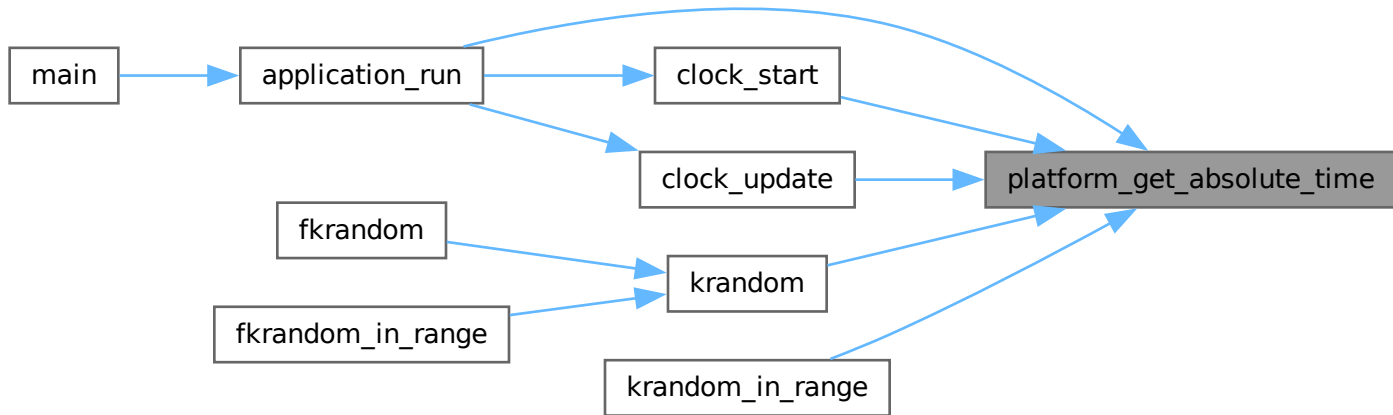 main
application_run
clock_start
clock_update
platform_get_absolute_time
fkrandom
krandom
fkrandom_in_range
krandom_in_range